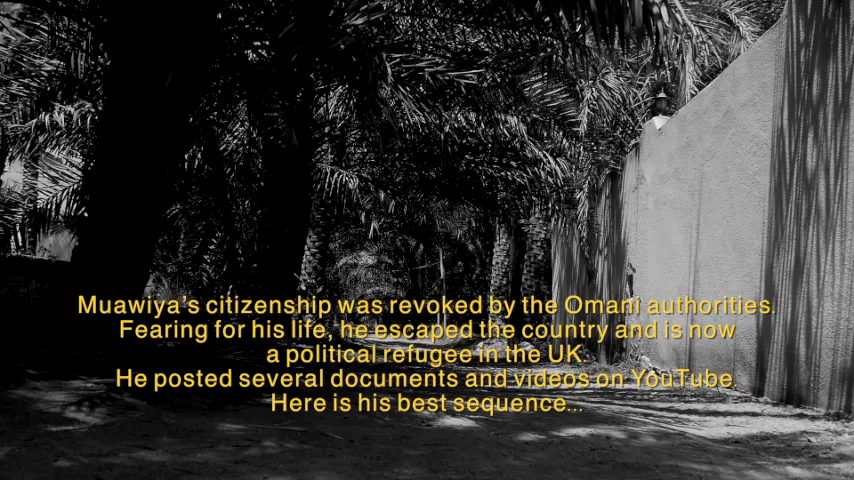 Muawiya's citizenship was revoked by the Omani authorities.
Fearing for his life, he escaped the country and is now
a political refugee in the UK.
He posted several documents and videos on YouTube.
Here is his best sequence...